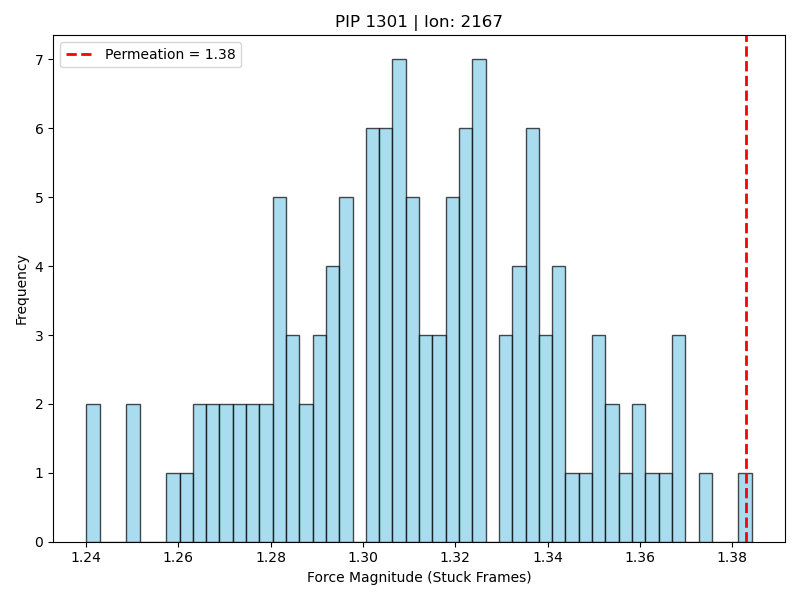 PIP 1301 | lon: 2167
Permeation = 1.38
7
6
5
4
3
2
1
0
Frequency
1.24 1.26 1.28 1.30 1.32 1.34 1.36 1.38
Force Magnitude (Stuck Frames)